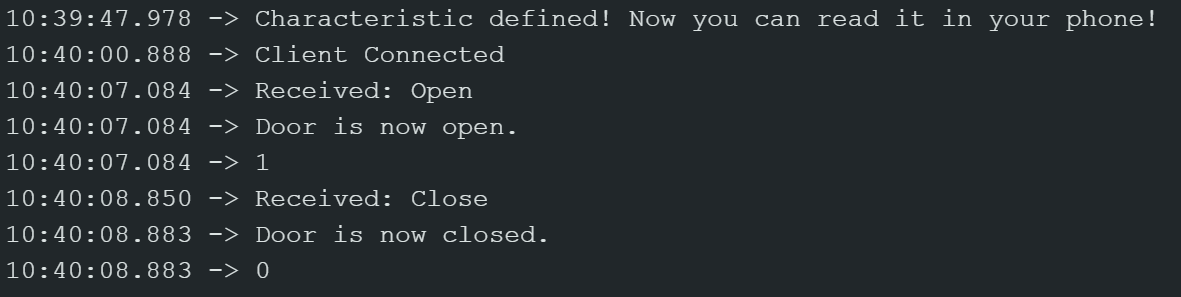 10:39:47.978 -> Characteristic defined! Now you can read it in your phone!
10:40:00.888 -> Client Connected
10:40:07.084 -> Received: Open
10:40:07.084 -> Door is now open.
10:40:07.084 -> 1
10:40:08.850 -> Received: Close
10:40:08.883 -> Door is now closed.
10:40:08.883 -> 0